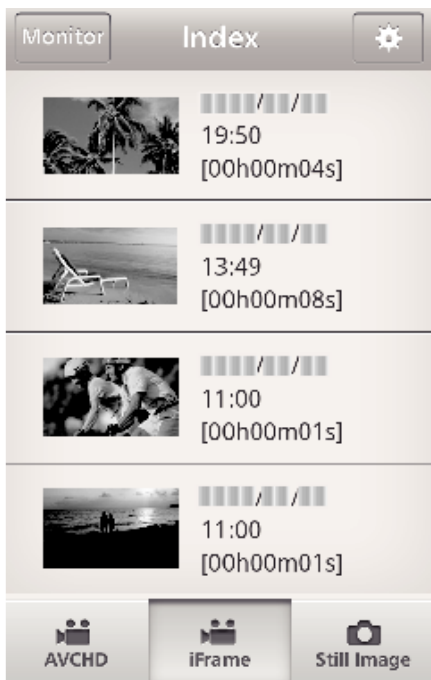 Monitor Index
19:50
[00h00m04s]
13:49
[00h00m08s]
11:00
[00h00m01s]
11:00
[00h00m01s]
AVCHD iFrame Still Image